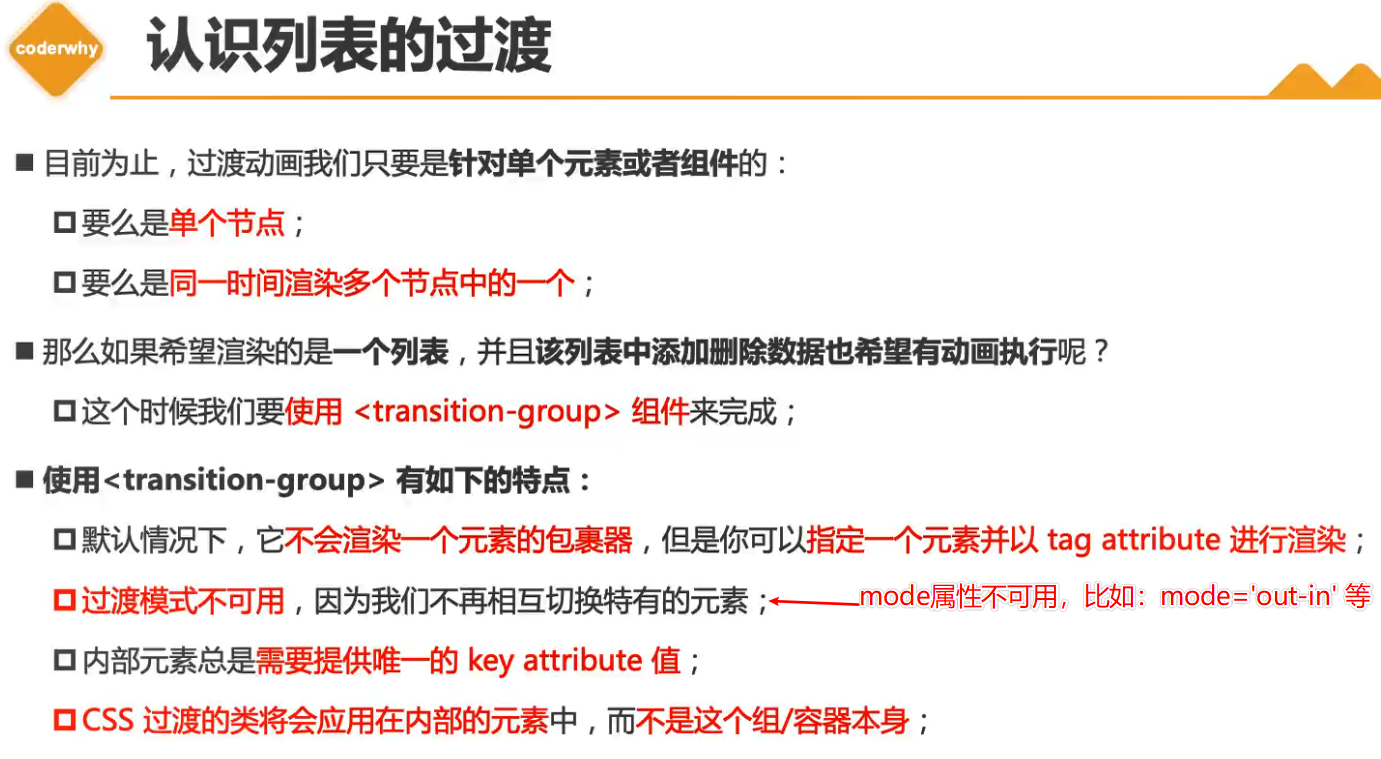 coderwhy
认识列表的过渡
目前为止，过渡动画我们只要是针对单个元素或者组件的：
要么是单个节点；
要么是同一时间渲染多个节点中的一个；
那么如果希望渲染的是一个列表，并且该列表中添加删除数据也希望有动画执行呢？
这个时候我们要使用 <transition-group> 组件来完成；
使用<transition-group> 有如下的特点：
默认情况下，它不会渲染一个元素的包裹器，但是你可以指定一个元素并以 tag attribute 进行渲染；
过渡模式不可用，因为我们不再相互切换特有的元素；
mode属性不可用，比如：mode='out-in' 等
内部元素总是需要提供唯一的 key attribute 值；
CSS 过渡的类将会应用在内部的元素中，而不是这个组/容器本身；